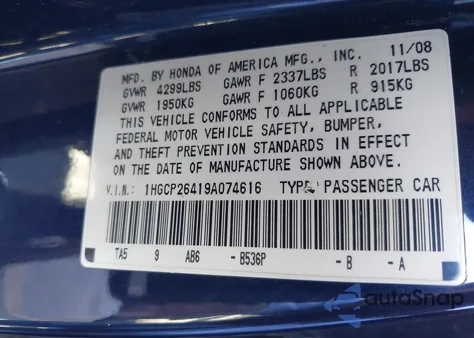 MFD. BY HONDA OF AMERICA MFG., INC. 11/08
GVWR 4299LBS GAWR F 2337LBS R 2017LBS
GVWR 1950KG GAWR F 1060KG R 915KG
THIS VEHICLE CONFORMS TO ALL APPLICABLE
FEDERAL MOTOR VEHICLE SAFETY, BUMPER,
AND THEFT PREVENTION STANDARDS IN EFFECT
ON THE DATE OF MANUFACTURE SHOWN ABOVE.
V.I.N.: 1HGCP26419A074616 TYPE: PASSENGER CAR
TA5 9 AB6 - B536P - B - A
autoSnap